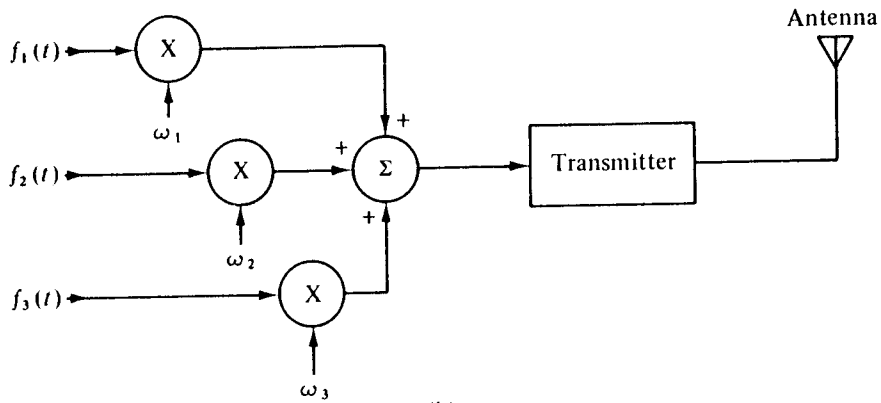 Antenna
f₁(t)
X
ω₁
+
+
f₂(t)
X
Σ
Transmitter
ω₂
+
f₃(t)
X
ω₃